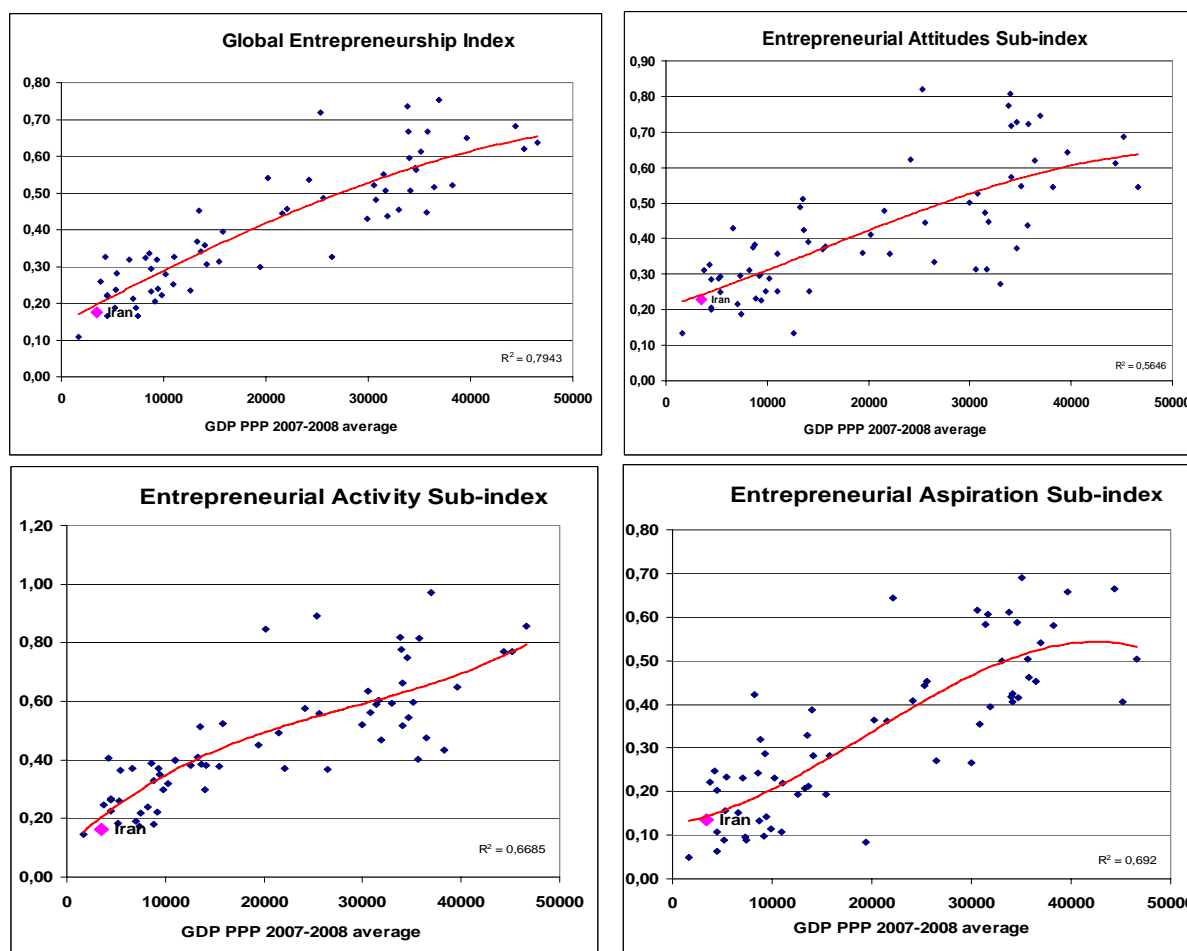 Global Entrepreneurship Index
0,80
0,70
0,60
0,50
0,40
0,30
0,20
0,10
0,00
Iran
R² = 0,7943
0 10000 20000 30000 40000 50000
GDP PPP 2007-2008 average
Entrepreneurial Attitudes Sub-index
0,90
0,80
0,70
0,60
0,50
0,40
0,30
0,20
0,10
0,00
Iran
R² = 0,5646
0 10000 20000 30000 40000 50000
GDP PPP 2007-2008 average
Entrepreneurial Activity Sub-index
1,20
1,00
0,80
0,60
0,40
0,20
0,00
Iran
R² = 0,6685
0 10000 20000 30000 40000 50000
GDP PPP 2007-2008 average
Entrepreneurial Aspiration Sub-index
0,80
0,70
0,60
0,50
0,40
0,30
0,20
0,10
0,00
Iran
R² = 0,692
0 10000 20000 30000 40000 50000
GDP PPP 2007-2008 average